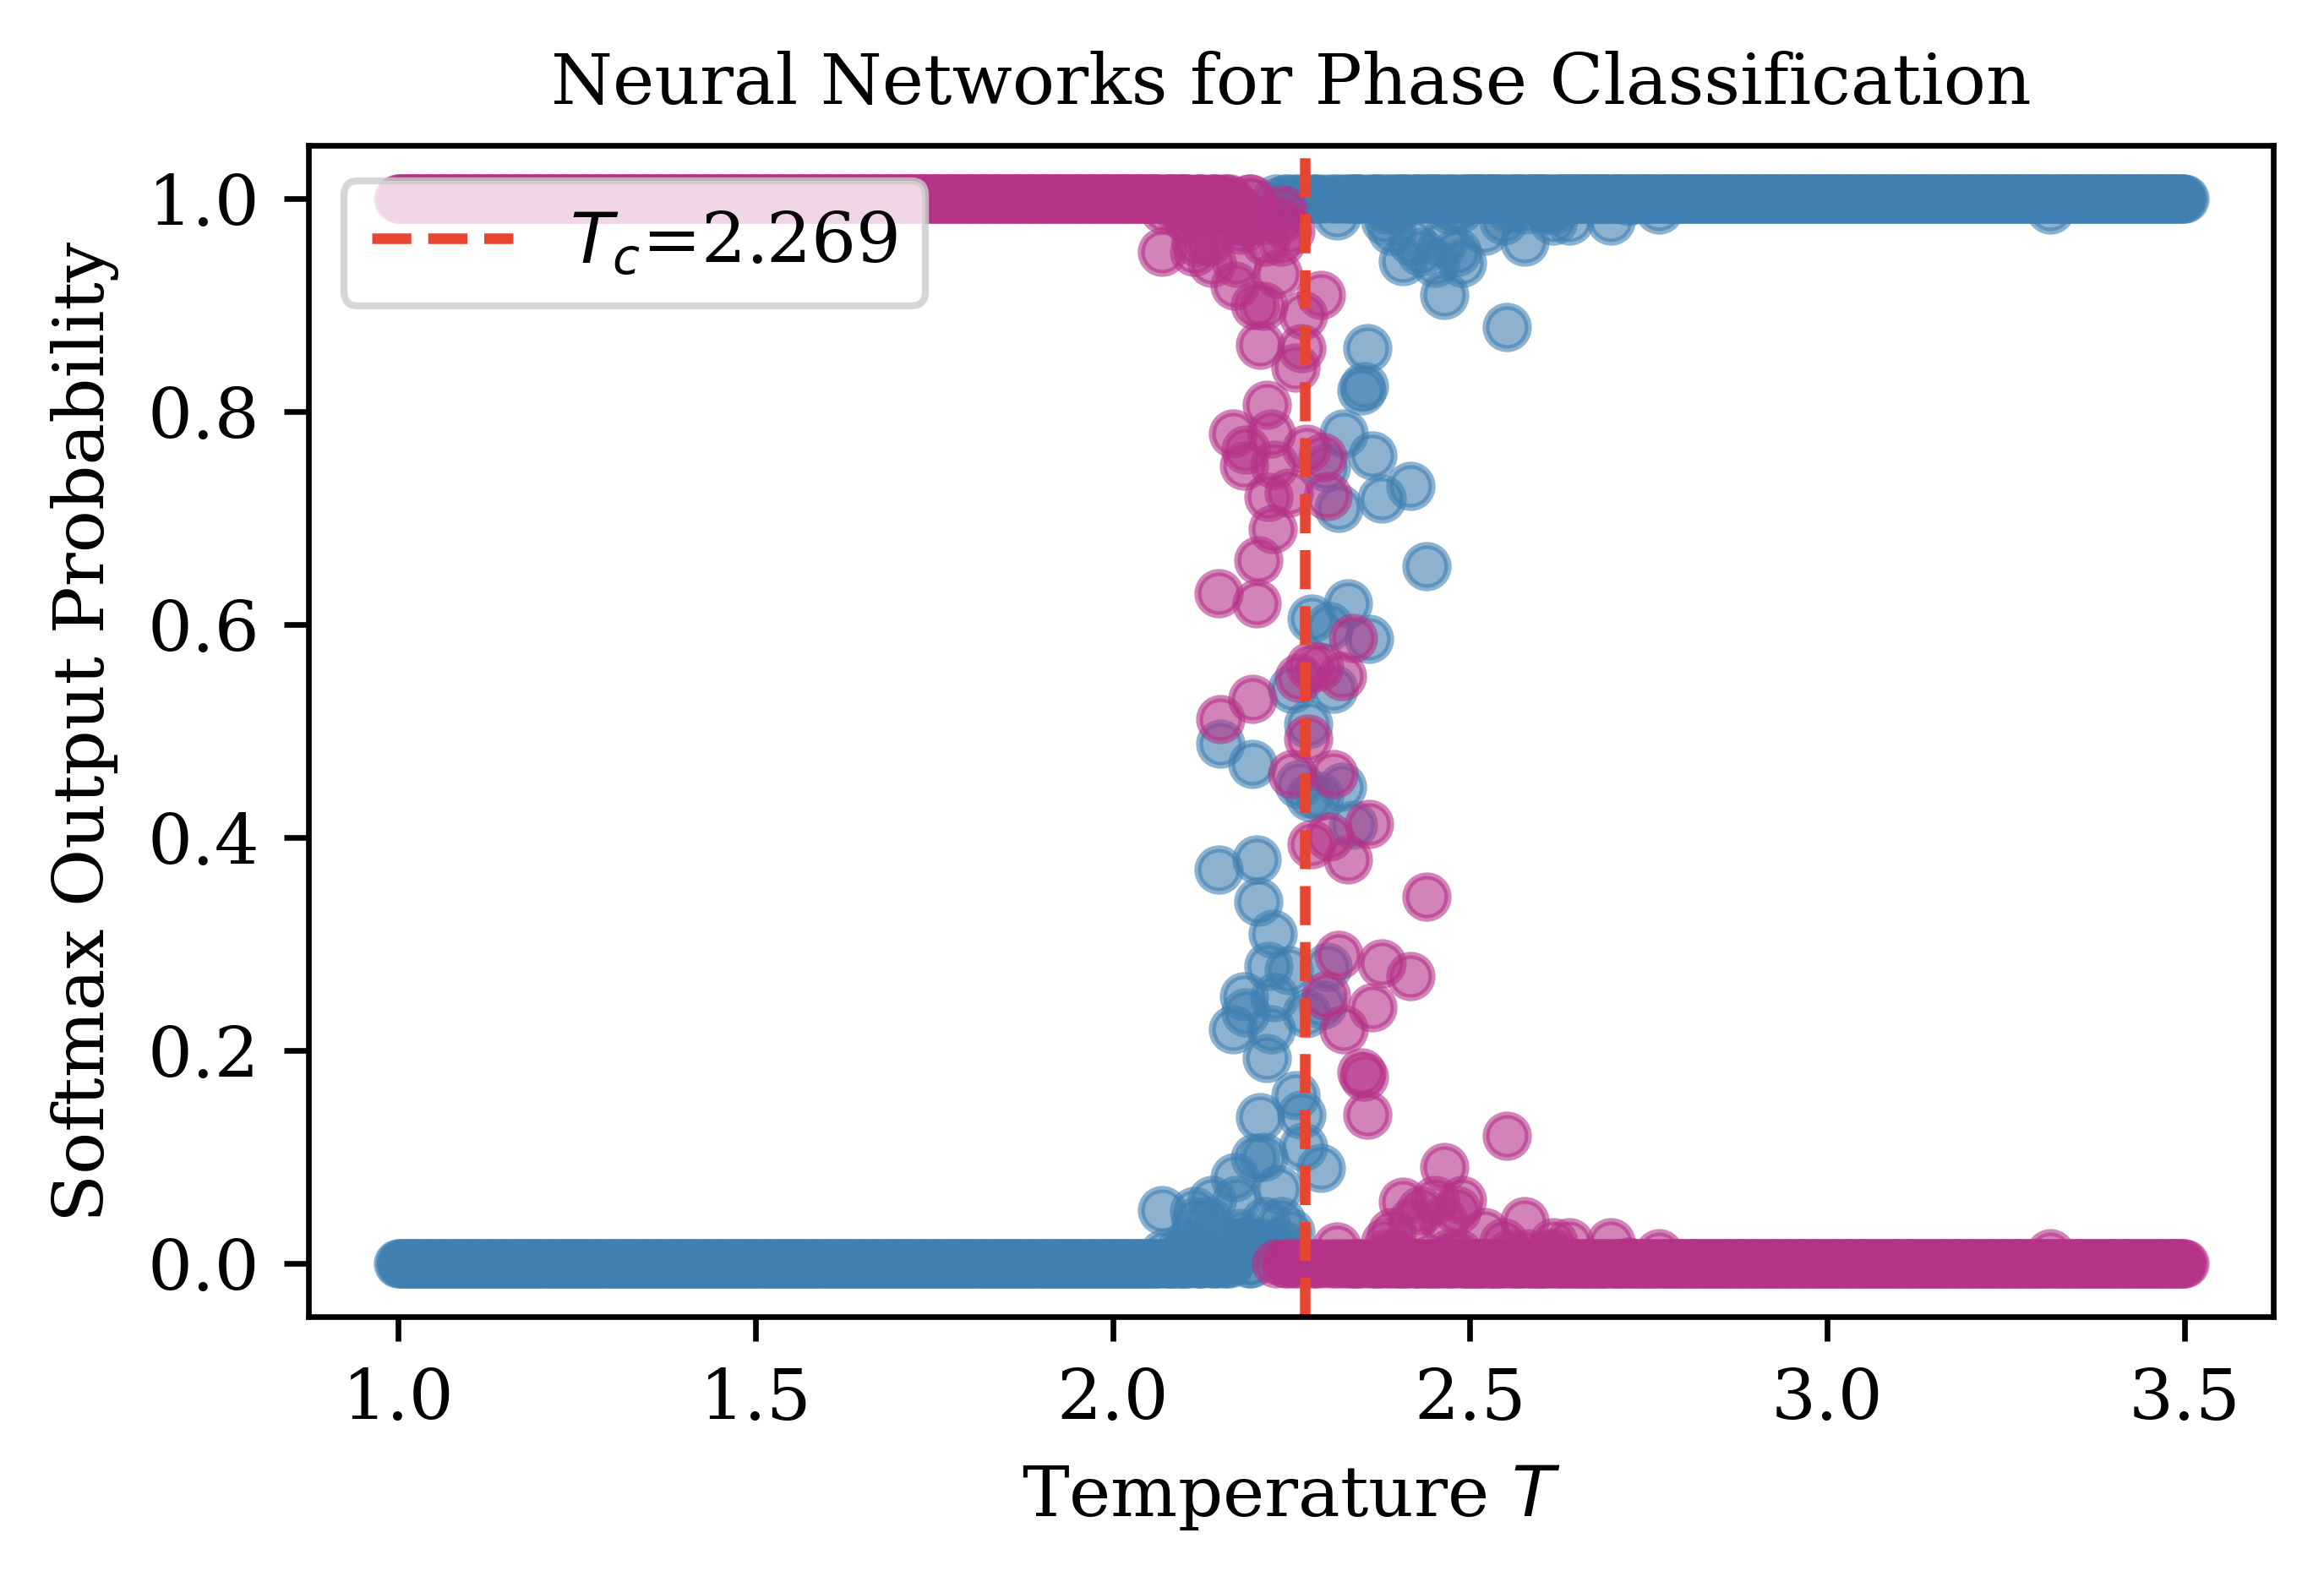 Neural Networks for Phase Classification
Softmax Output Probability
1.0
0.8
0.6
0.4
0.2
0.0
T_c=2.269
1.0 1.5 2.0 2.5 3.0 3.5
Temperature T